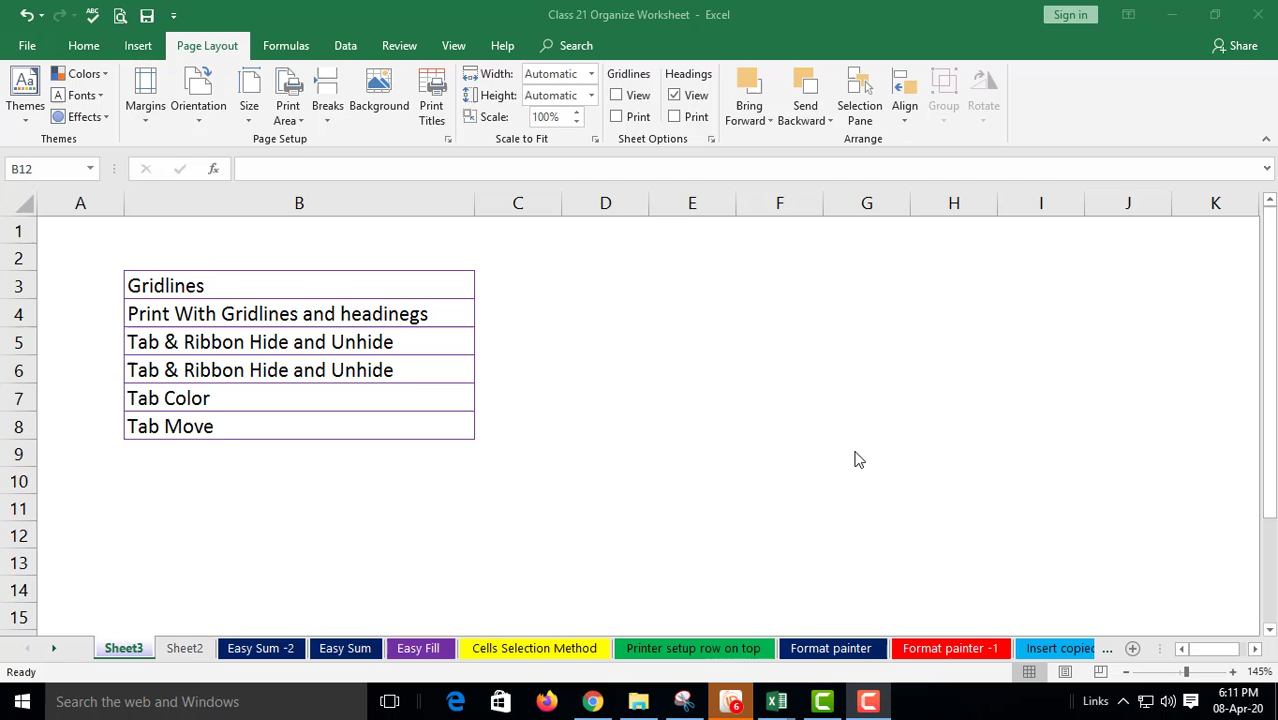 Class 21 Organize Worksheet - Excel
Sign in
File Home Insert Page Layout Formulas Data Review View Help Search Share
Themes
Colors
Fonts
Effects
Themes
Margins
Orientation
Size
Print Area
Breaks
Background
Print Titles
Page Setup
Width: Automatic
Height: Automatic
Scale: 100%
Scale to Fit
Gridlines
View
Print
Headings
View
Print
Sheet Options
Bring Forward
Send Backward
Selection Pane
Align
Group
Rotate
Arrange
B12
fx
A B C D E F G H I J K
1
2
3 Gridlines
4 Print With Gridlines and headinegs
5 Tab & Ribbon Hide and Unhide
6 Tab & Ribbon Hide and Unhide
7 Tab Color
8 Tab Move
9
10
11
12
13
14
15
Sheet3 Sheet2 Easy Sum -2 Easy Sum Easy Fill Cells Selection Method Printer setup row on top Format painter Format painter -1 Insert copied ...
Ready
145%
Search the web and Windows
6
Links
6:11 PM
08-Apr-20